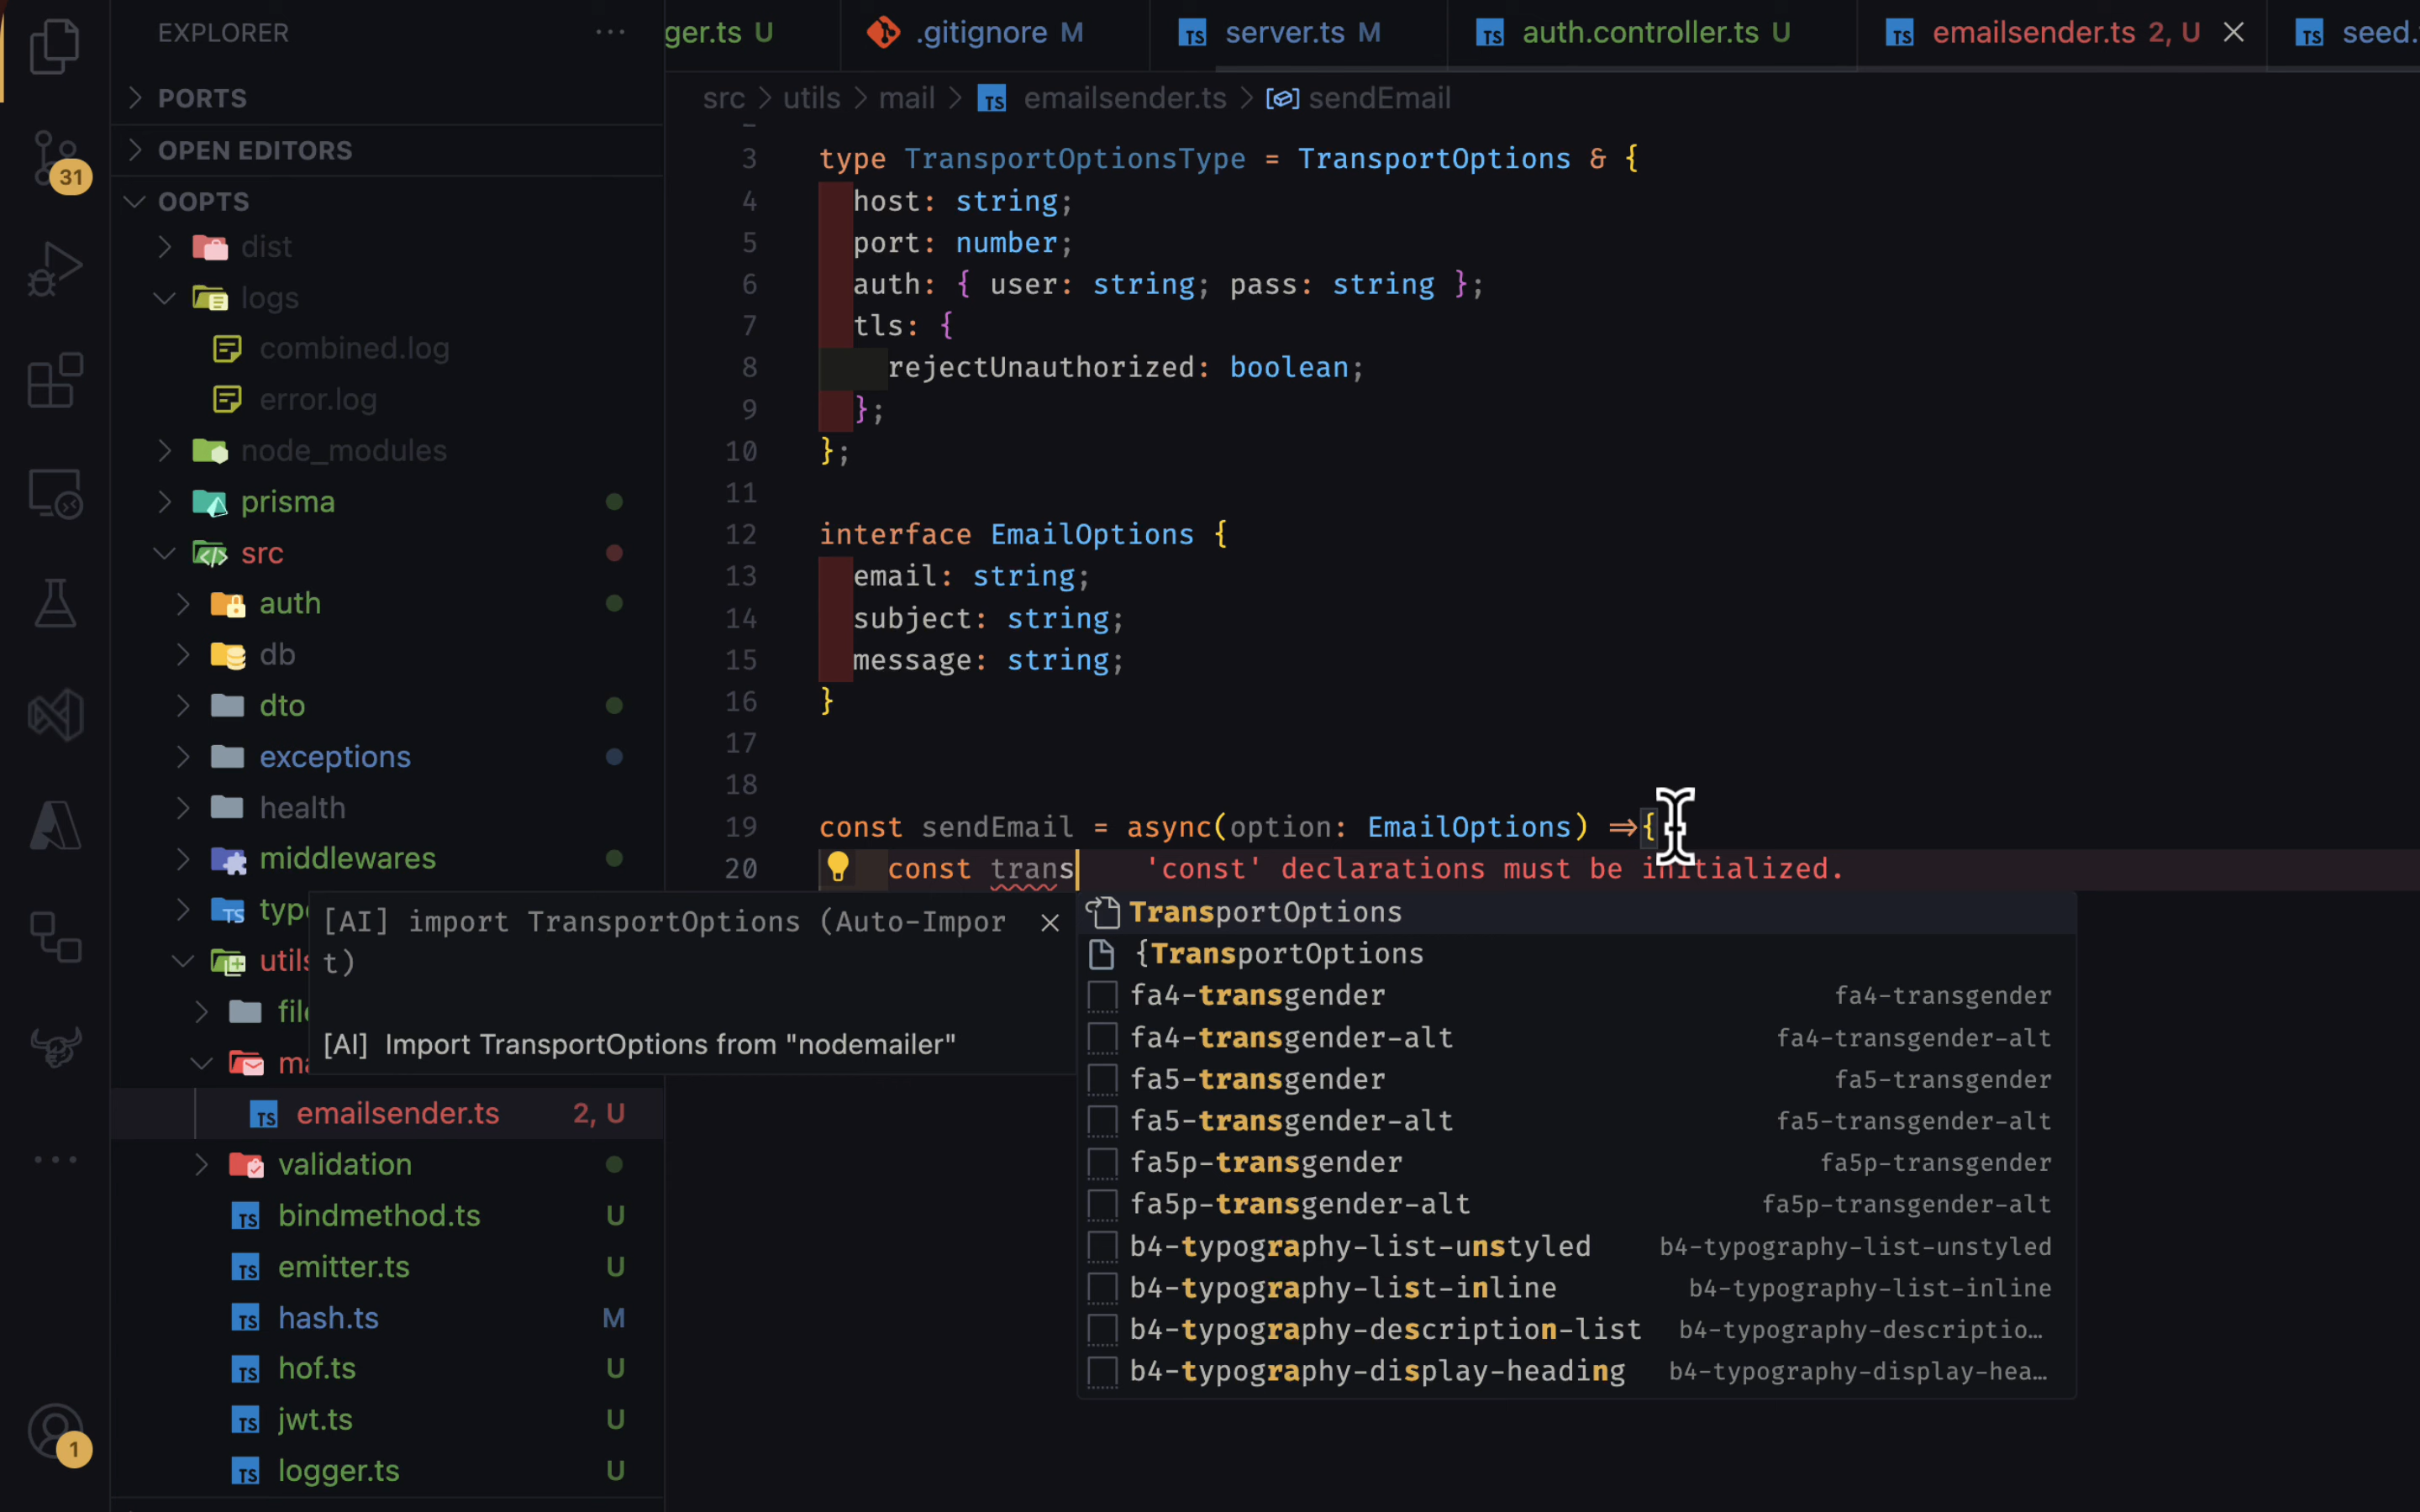 EXPLORER
PORTS
OPEN EDITORS
OOPTS
dist
logs
combined.log
error.log
node_modules
prisma
src
auth
db
dto
exceptions
health
middlewares
emailsender.ts 2, U
validation
bindmethod.ts U
emitter.ts U
hash.ts M
hof.ts U
jwt.ts U
logger.ts U
31
1
ger.ts U
.gitignore M
server.ts M
auth.controller.ts U
emailsender.ts 2, U
seed.
src > utils > mail > TS emailsender.ts > sendEmail
3 type TransportOptionsType = TransportOptions & {
4 host: string;
5 port: number;
6 auth: { user: string; pass: string };
7 tls: {
8 rejectUnauthorized: boolean;
9 };
10 };
11
12 interface EmailOptions {
13 email: string;
14 subject: string;
15 message: string;
16 }
17
18
19 const sendEmail = async(option: EmailOptions) =>{
20 const trans 'const' declarations must be initialized.
[AI] import TransportOptions (Auto-Impor
t)
[AI] Import TransportOptions from "nodemailer"
TransportOptions
{TransportOptions
fa4-transgender fa4-transgender
fa4-transgender-alt fa4-transgender-alt
fa5-transgender fa5-transgender
fa5-transgender-alt fa5-transgender-alt
fa5p-transgender fa5p-transgender
fa5p-transgender-alt fa5p-transgender-alt
b4-typography-list-unstyled b4-typography-list-unstyled
b4-typography-list-inline b4-typography-list-inline
b4-typography-description-list b4-typography-descriptio…
b4-typography-display-heading b4-typography-display-hea…